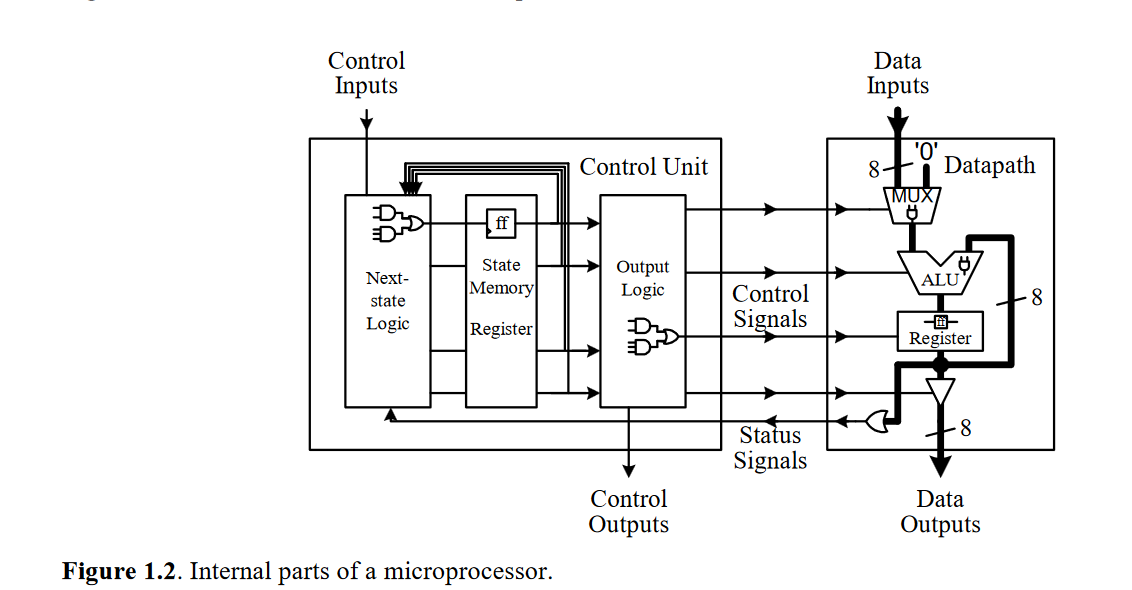 Control
Inputs
Data
Inputs
Control Unit
8
'0'
Datapath
MUX
ff
State
Memory
Register
Next-
state
Logic
Output
Logic
Control
Signals
ALU
8
ff
Register
Status
Signals
8
Control
Outputs
Data
Outputs
Figure 1.2. Internal parts of a microprocessor.